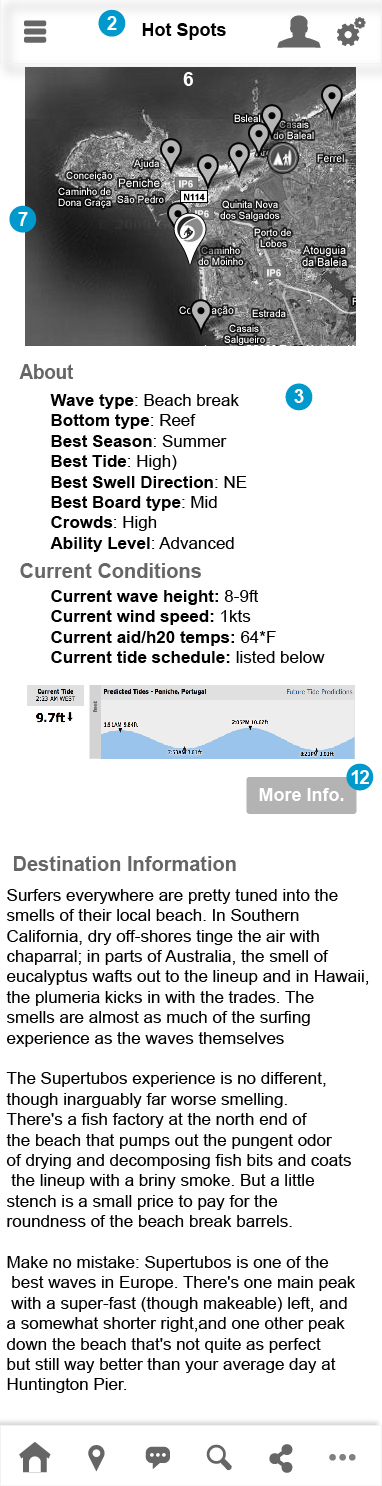 2
Hot Spots
6
Bsleal
Casais
do Baleal
Ajuda
Ferrel
Conceição
Peniche
IP6
Caminho de
Dona Graça
São Pedro
N114
Quinta Nova
dos Salgados
7
IP6
Porto de
Lobos
Atouguia
da Baleia
Caminho
do Moinho
IP6
Estrada
Casais
Salgueiro
About
Wave type: Beach break
3
Bottom type: Reef
Best Season: Summer
Best Tide: High)
Best Swell Direction: NE
Best Board type: Mid
Crowds: High
Ability Level: Advanced
Current Conditions
Current wave height: 8-9ft
Current wind speed: 1kts
Current aid/h20 temps: 64*F
Current tide schedule: listed below
Current Tide
2:23 AM WEST
9.7ft
Predicted Tides - Peniche, Portugal
Future Tide Predictions
2:05PM 10.02ft
12
More Info.
Destination Information
Surfers everywhere are pretty tuned into the
smells of their local beach. In Southern
California, dry off-shores tinge the air with
chaparral; in parts of Australia, the smell of
eucalyptus wafts out to the lineup and in Hawaii,
the plumeria kicks in with the trades. The
smells are almost as much of the surfing
experience as the waves themselves
The Supertubos experience is no different,
though inarguably far worse smelling.
There's a fish factory at the north end of
the beach that pumps out the pungent odor
of drying and decomposing fish bits and coats
the lineup with a briny smoke. But a little
stench is a small price to pay for the
roundness of the beach break barrels.
Make no mistake: Supertubos is one of the
best waves in Europe. There's one main peak
with a super-fast (though makeable) left, and
a somewhat shorter right,and one other peak
down the beach that's not quite as perfect
but still way better than your average day at
Huntington Pier.